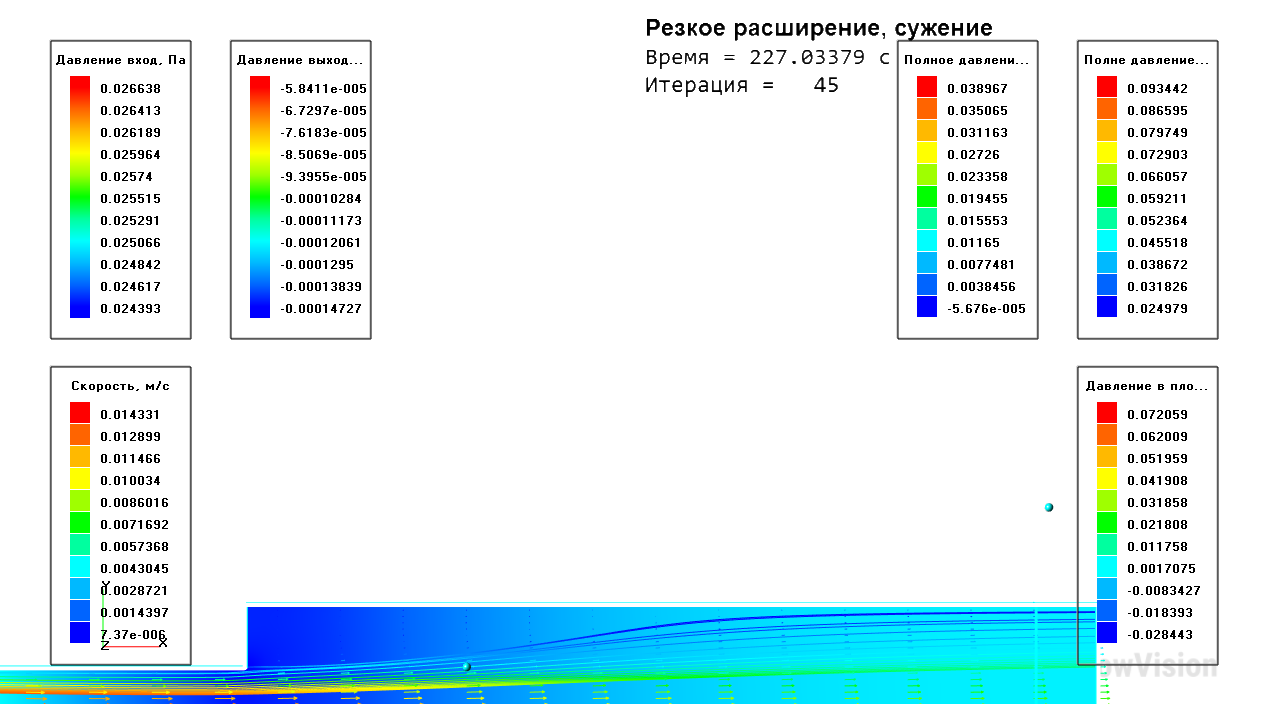 Резкое расширение, сужение
Время = 227.03379 с
Итерация = 45
Давление вход, Па
0.026638
0.026413
0.026189
0.025964
0.02574
0.025515
0.025291
0.025066
0.024842
0.024617
0.024393
Давление выход...
-5.8411e-005
-6.7297e-005
-7.6183e-005
-8.5069e-005
-9.3955e-005
-0.00010284
-0.00011173
-0.00012061
-0.0001295
-0.00013839
-0.00014727
Полное давлени...
0.038967
0.035065
0.031163
0.02726
0.023358
0.019455
0.015553
0.01165
0.0077481
0.0038456
-5.676e-005
Полне давление...
0.093442
0.086595
0.079749
0.072903
0.066057
0.059211
0.052364
0.045518
0.038672
0.031826
0.024979
Скорость, м/с
0.014331
0.012899
0.011466
0.010034
0.0086016
0.0071692
0.0057368
0.0043045
0.0028721
0.0014397
7.37e-006
Y
Z
X
Давление в пло...
0.072059
0.062009
0.051959
0.041908
0.031858
0.021808
0.011758
0.0017075
-0.0083427
-0.018393
-0.028443
owVision